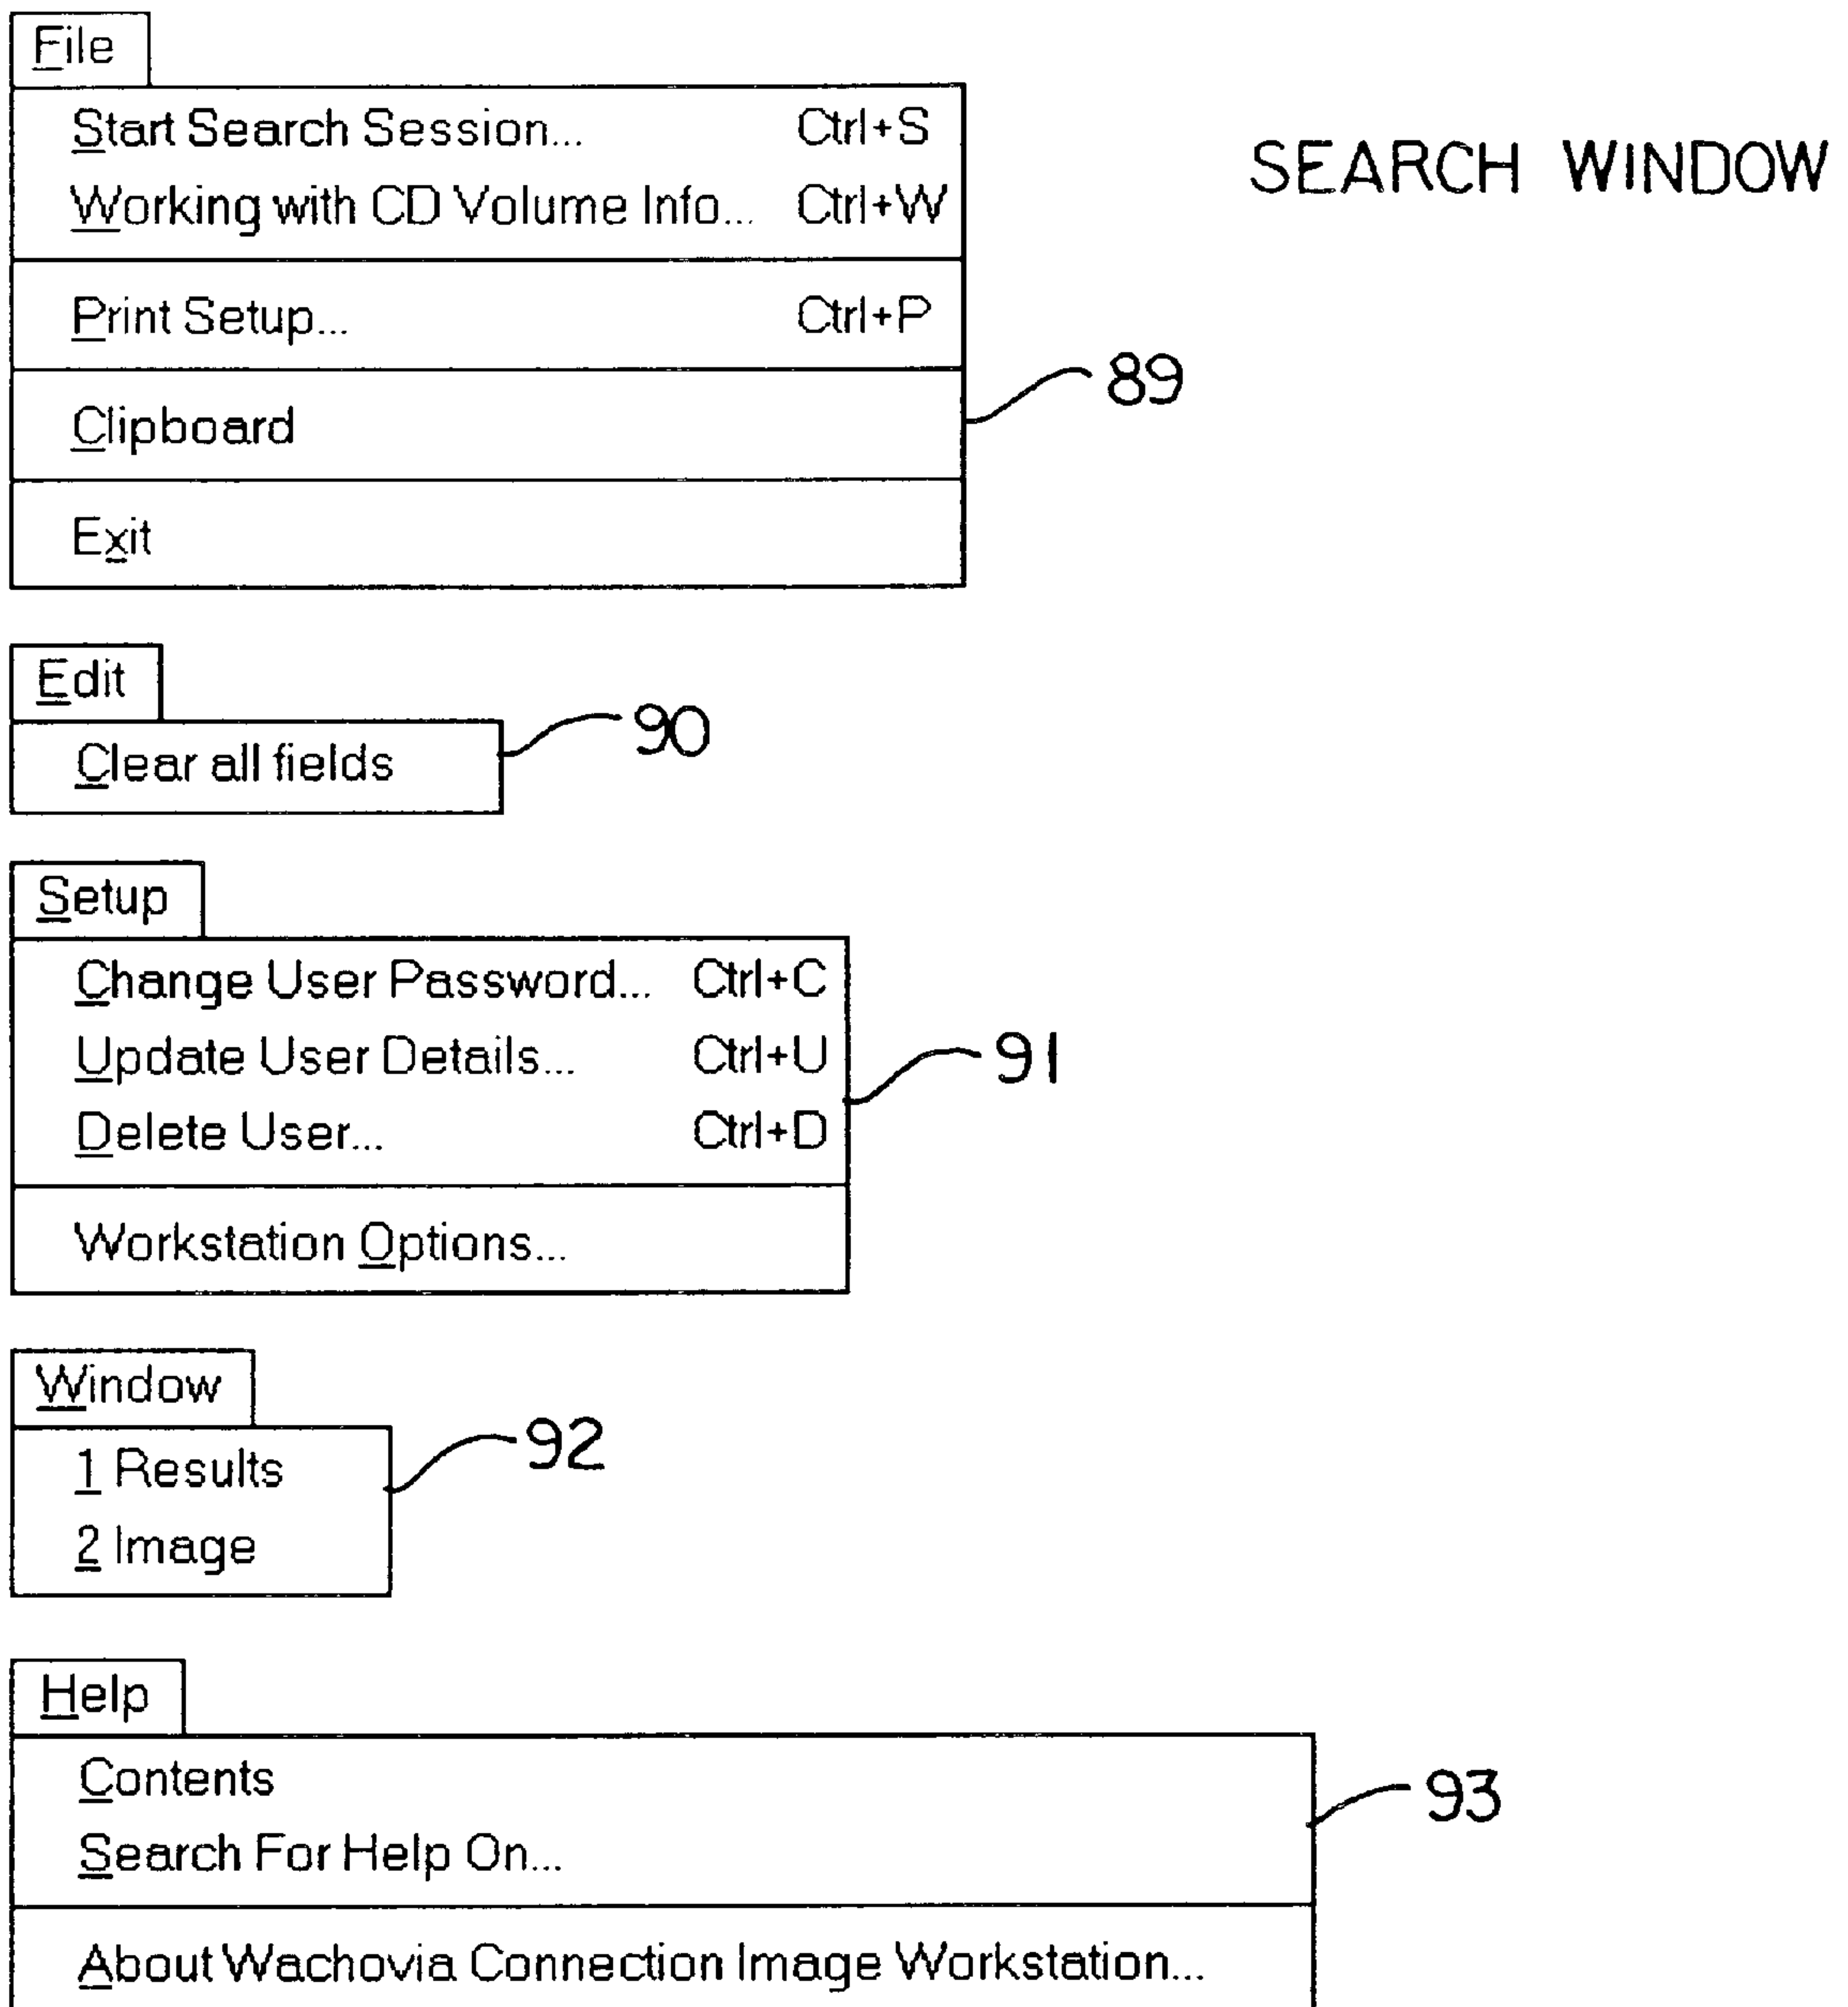 File
Start Search Session... Ctrl+S
SEARCH WINDOW
Working with CD Volume Info... Ctrl+W
Print Setup... Ctrl+P
89
Clipboard
Exit
Edit
90
Clear all fields
Setup
Change User Password... Ctrl+C
Update User Details... Ctrl+U
91
Delete User... Ctrl+D
Workstation Options...
Window
92
1 Results
2 Image
Help
Contents
93
Search For Help On...
About Wachovia Connection Image Workstation...